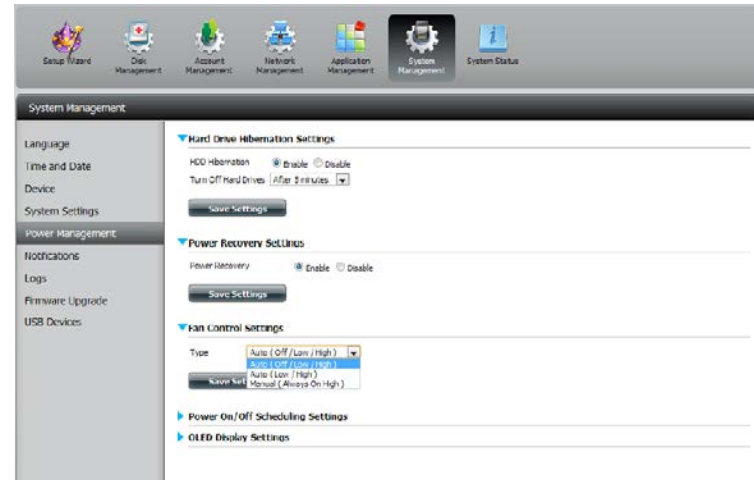 Setup Wizard
Disk Management
Account Management
Network Management
Application Management
System Management
System Status
System Management
Language
Time and Date
Device
System Settings
Power Management
Notifications
Logs
Firmware Upgrade
USB Devices
Hard Drive Hibernation Settings
HDD Hibernation Enable Disable
Turn Off Hard Drives After 5 minutes
Save Settings
Power Recovery Settings
Power Recovery Enable Disable
Save Settings
Fan Control Settings
Type Auto ( Off / Low / High )
Auto ( Off / Low / High )
Auto ( Low / High )
Manual ( Always On High )
Save Set
Power On/Off Scheduling Settings
OLED Display Settings